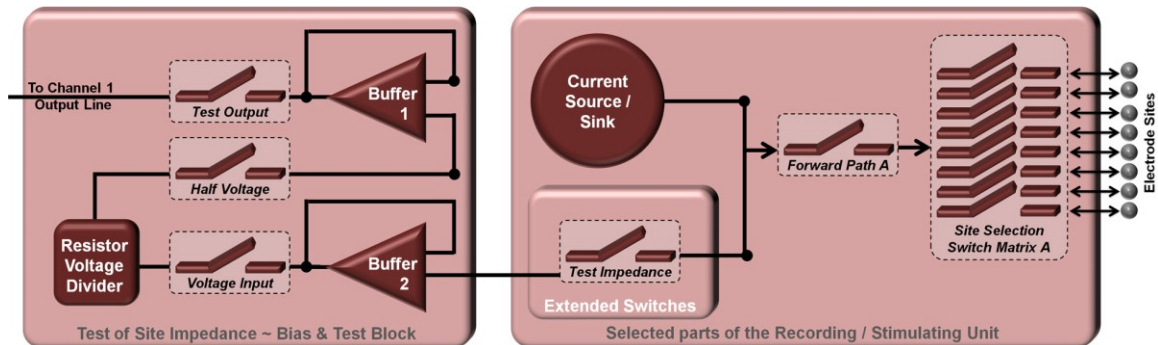 To Channel 1
Output Line
Test Output
Buffer
1
Half Voltage
Resistor
Voltage
Divider
Voltage Input
Buffer
2
Test of Site Impedance ~ Bias & Test Block
Current
Source /
Sink
Forward Path A
Test Impedance
Extended Switches
Site Selection
Switch Matrix A
Electrode Sites
Selected parts of the Recording / Stimulating Unit